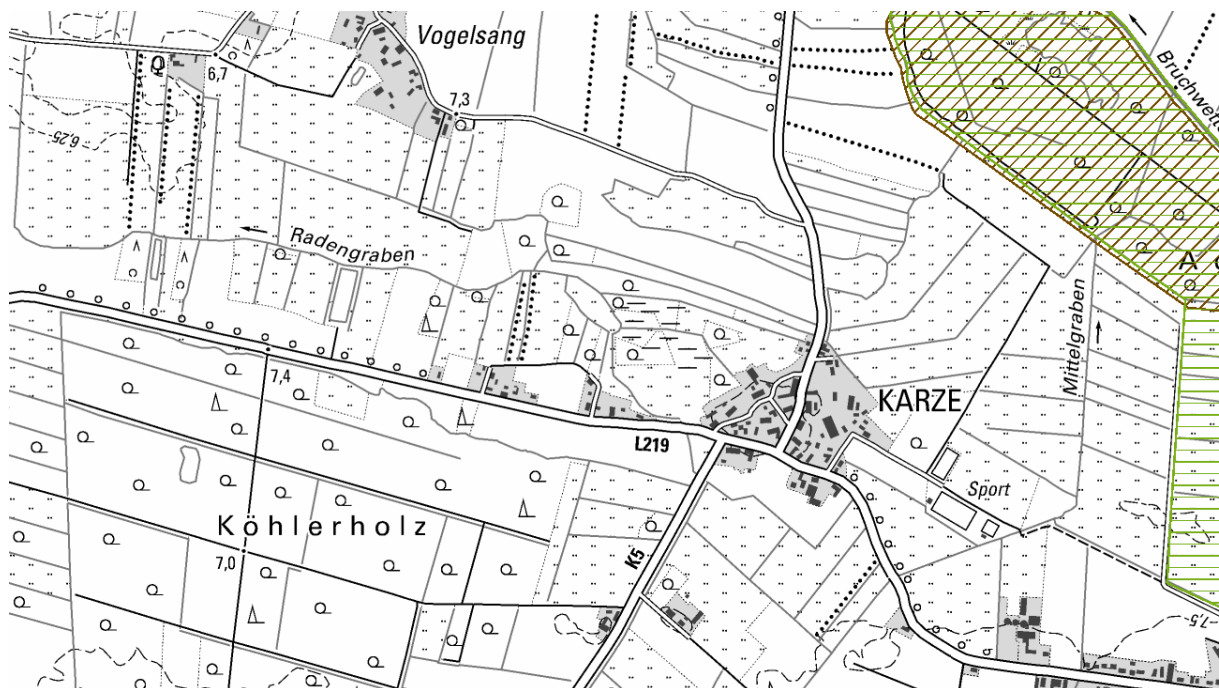 Vogelsang
6,7
7,3
Bruchwett
6,25
Radengraben
A
7,4
Mittelgraben
KARZE
L219
Sport
Köhlerholz
K5
7,0
7,5